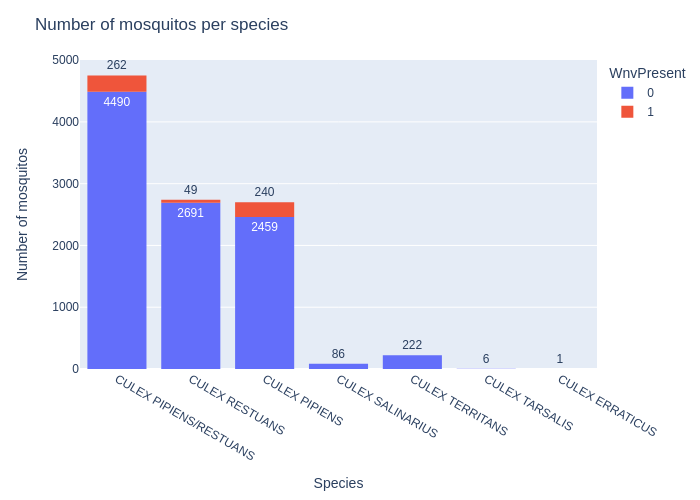 Number of mosquitos per species
WnvPresent
0
1
Number of mosquitos
5000
4000
3000
2000
1000
0
262
4490
49
2691
240
2459
86
222
6
1
CULEX PIPIENS/RESTUANS
CULEX RESTUANS
CULEX PIPIENS
CULEX SALINARIUS
CULEX TERRITANS
CULEX TARSALIS
CULEX ERRATICUS
Species